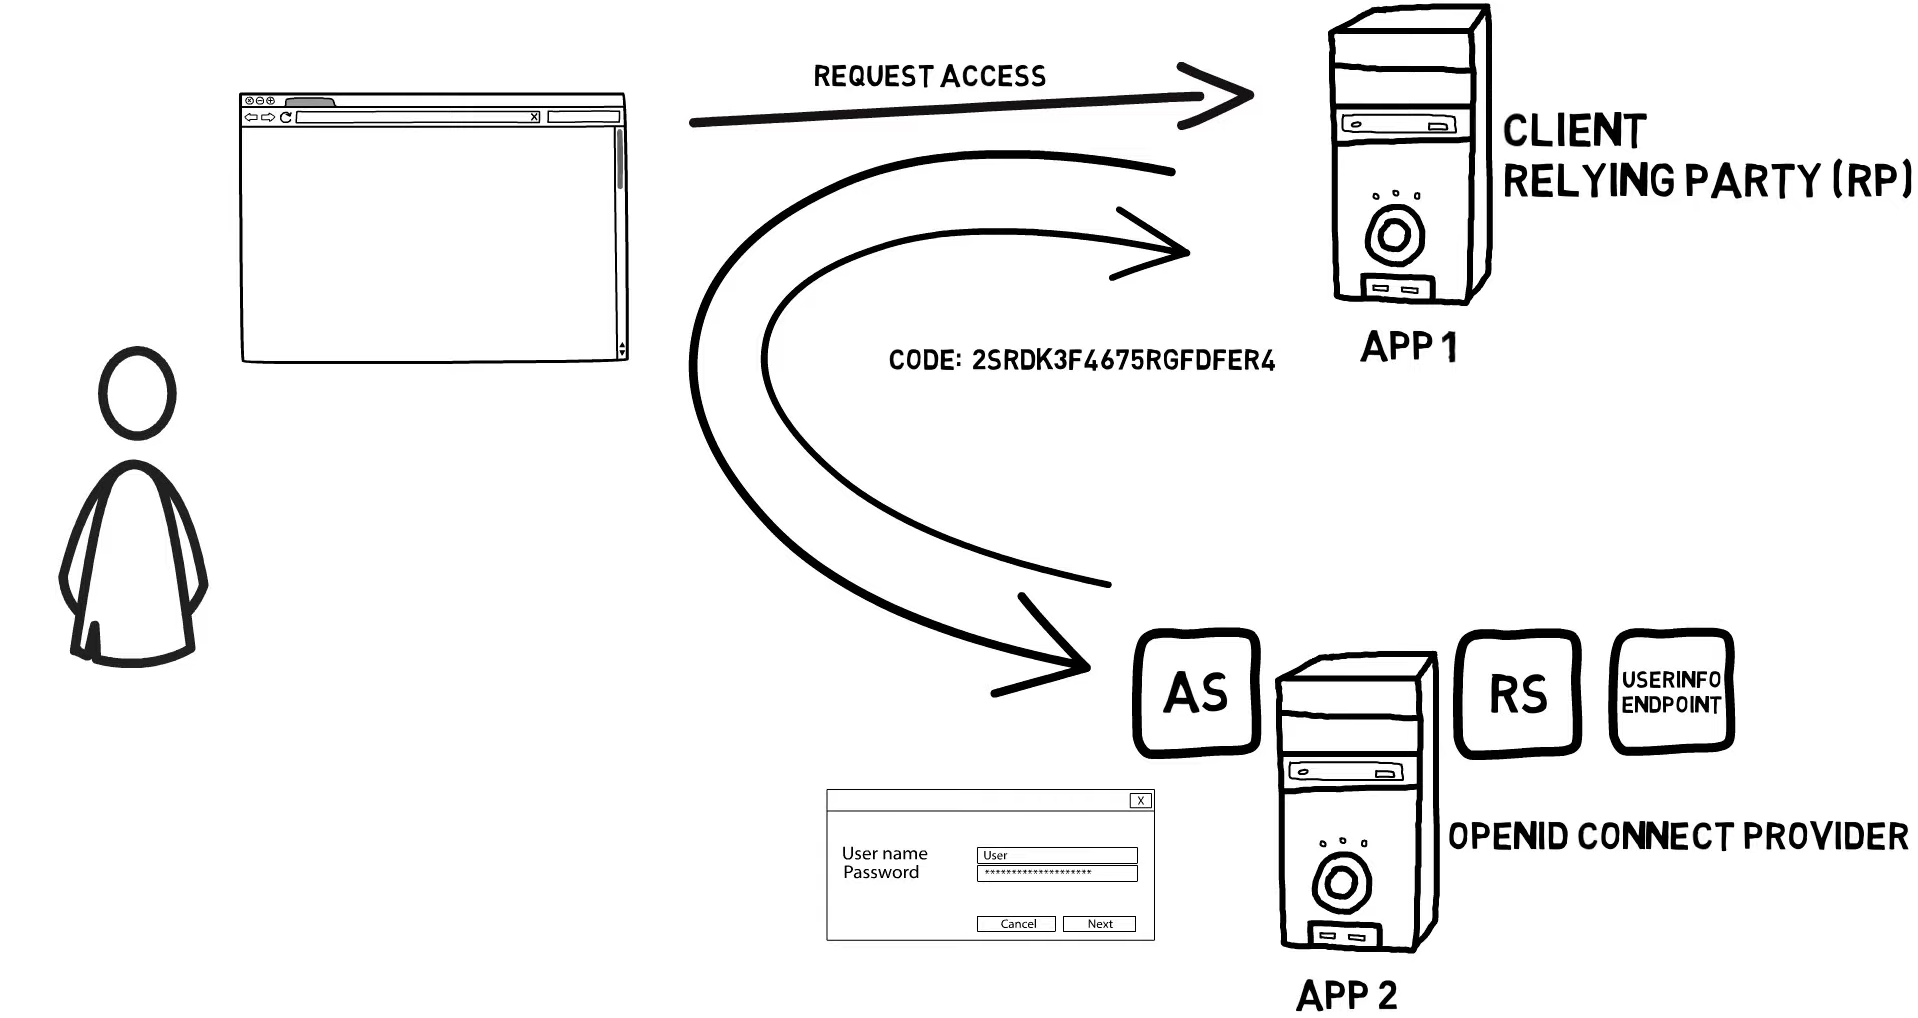 REQUEST ACCESS
X
CLIENT
RELYING PARTY (RP)
APP 1
CODE: 2SRDK3F4675RGFDFER4
AS
RS
USERINFO
ENDPOINT
X
User name
User
Password
********************
Cancel
Next
OPENID CONNECT PROVIDER
APP 2